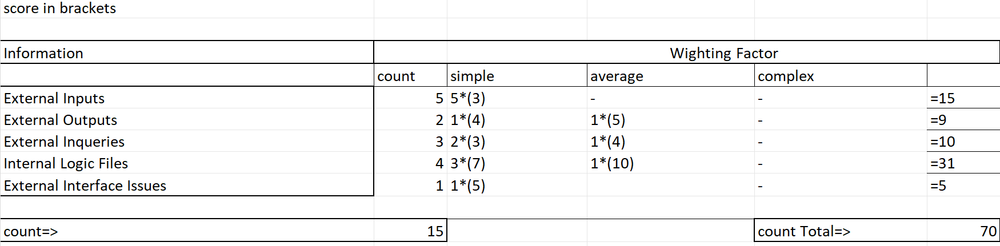 score in brackets
Information Wighting Factor
count simple average complex
External Inputs 5 5*(3) - - =15
External Outputs 2 1*(4) 1*(5) - =9
External Inqueries 3 2*(3) 1*(4) - =10
Internal Logic Files 4 3*(7) 1*(10) - =31
External Interface Issues 1 1*(5) - =5
count=> 15 count Total=> 70